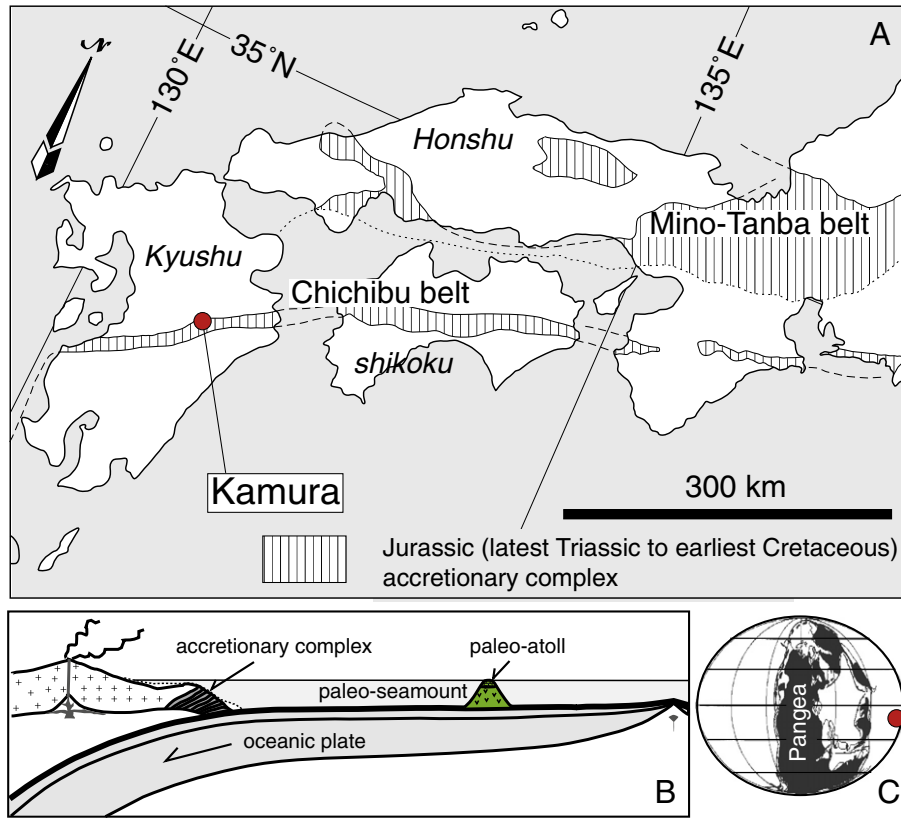 A
N
130°E
35°N
135°E
Honshu
Mino-Tanba belt
Kyushu
Chichibu belt
shikoku
Kamura
300 km
Jurassic (latest Triassic to earliest Cretaceous)
accretionary complex
accretionary complex
paleo-atoll
paleo-seamount
oceanic plate
B
Pangea
C